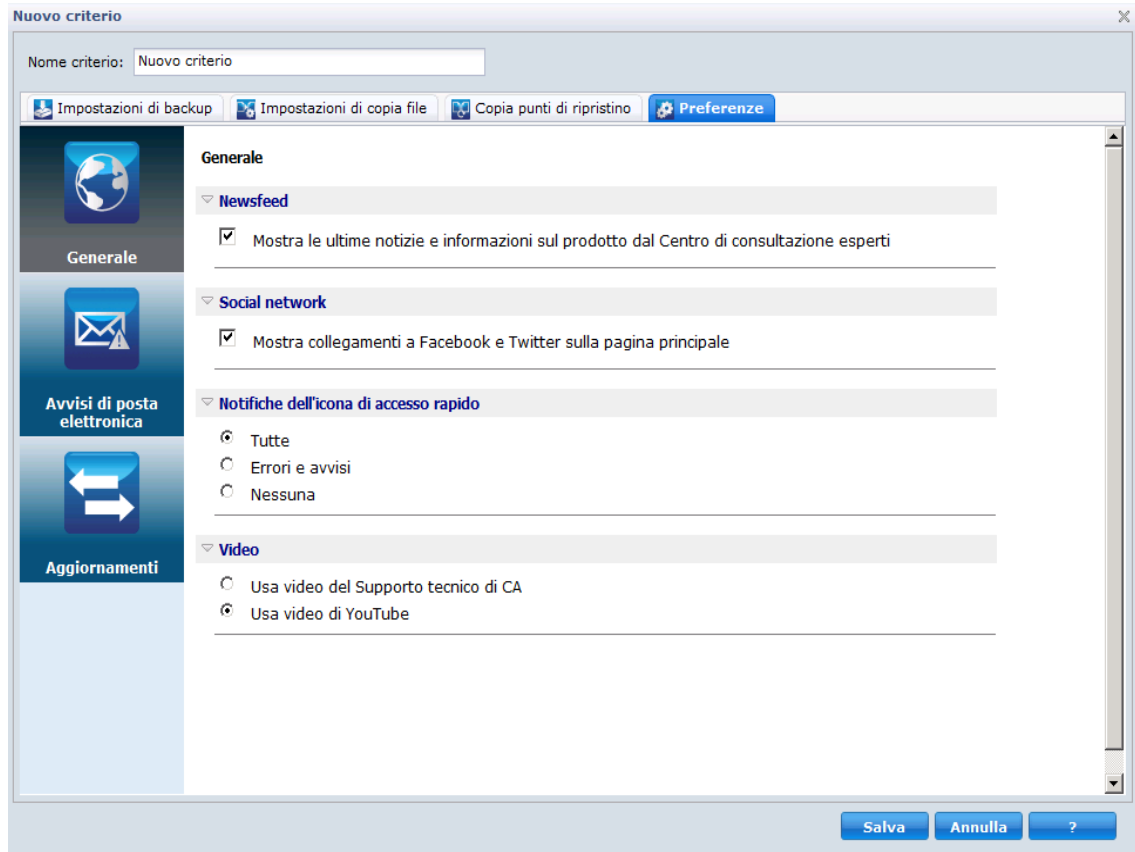 Nuovo criterio
Nome criterio: Nuovo criterio
Impostazioni di backup Impostazioni di copia file Copia punti di ripristino Preferenze
Generale
Avvisi di posta
elettronica
Aggiornamenti
Generale
Newsfeed
Mostra le ultime notizie e informazioni sul prodotto dal Centro di consultazione esperti
Social network
Mostra collegamenti a Facebook e Twitter sulla pagina principale
Notifiche dell'icona di accesso rapido
Tutte
Errori e avvisi
Nessuna
Video
Usa video del Supporto tecnico di CA
Usa video di YouTube
Salva Annulla ?